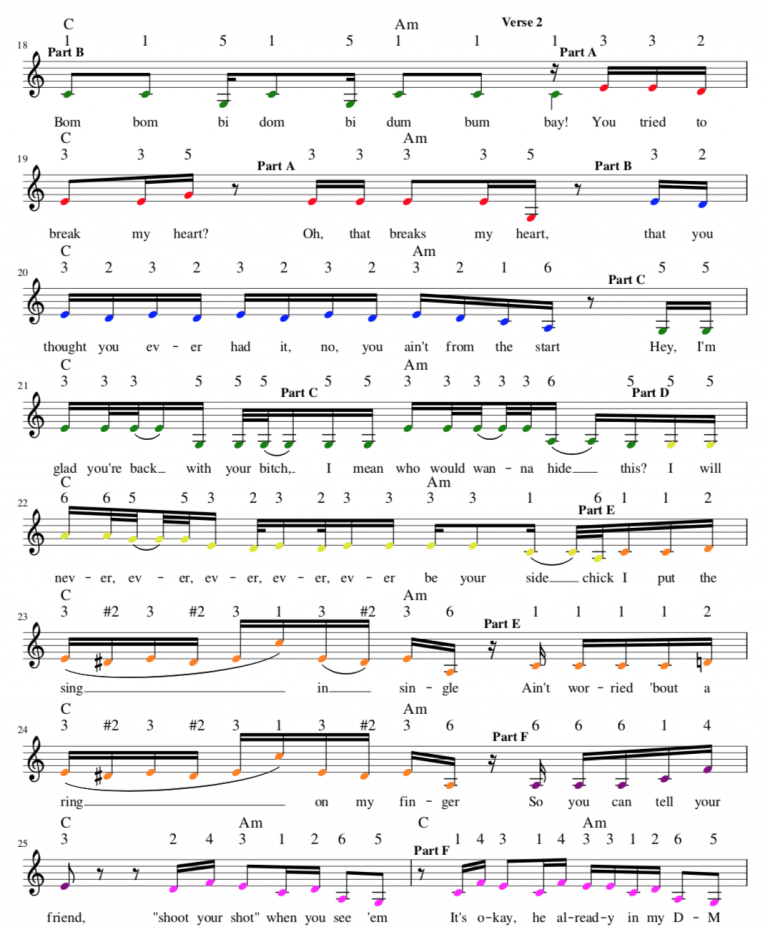 C Am Verse 2
1 1 5 1 5 1 1 1 3 3 2
18 Part B Part A
Bom bom bi dom bi dum bum bay! You tried to
C Am
3 3 5 3 3 3 3 5 3 2
19 Part A Part B
break my heart? Oh, that breaks my heart, that you
C Am
3 2 3 2 3 2 3 2 3 2 1 6 5 5
20 Part C
thought you ev - er had it, no, you ain't from the start Hey, I'm
C Am
3 3 3 5 5 5 5 5 3 3 3 3 3 6 5 5 5 5
21 Part C Part D
glad you're back_ with your bitch,_ I mean who would wan - na hide___ this? I will
C Am
6 6 5 5 3 2 3 2 3 3 3 3 1 6 1 1 2
22 Part E
nev - er, ev - er, ev - er, ev - er, ev - er be your side___ chick I put the
C Am
3 #2 3 #2 3 1 3 #2 3 6 1 1 1 1 2
23 Part E
sing___ in___ sin - gle Ain't wor - ried 'bout a
C Am
3 #2 3 #2 3 1 3 #2 3 6 6 6 6 1 4
24 Part F
ring___ on my fin - ger So you can tell your
C Am C Am
3 2 4 3 1 2 6 5 1 4 3 1 4 3 3 1 2 6 5
25 Part F
friend, "shoot your shot" when you see 'em It's o-kay, he al-read-y in my D - M